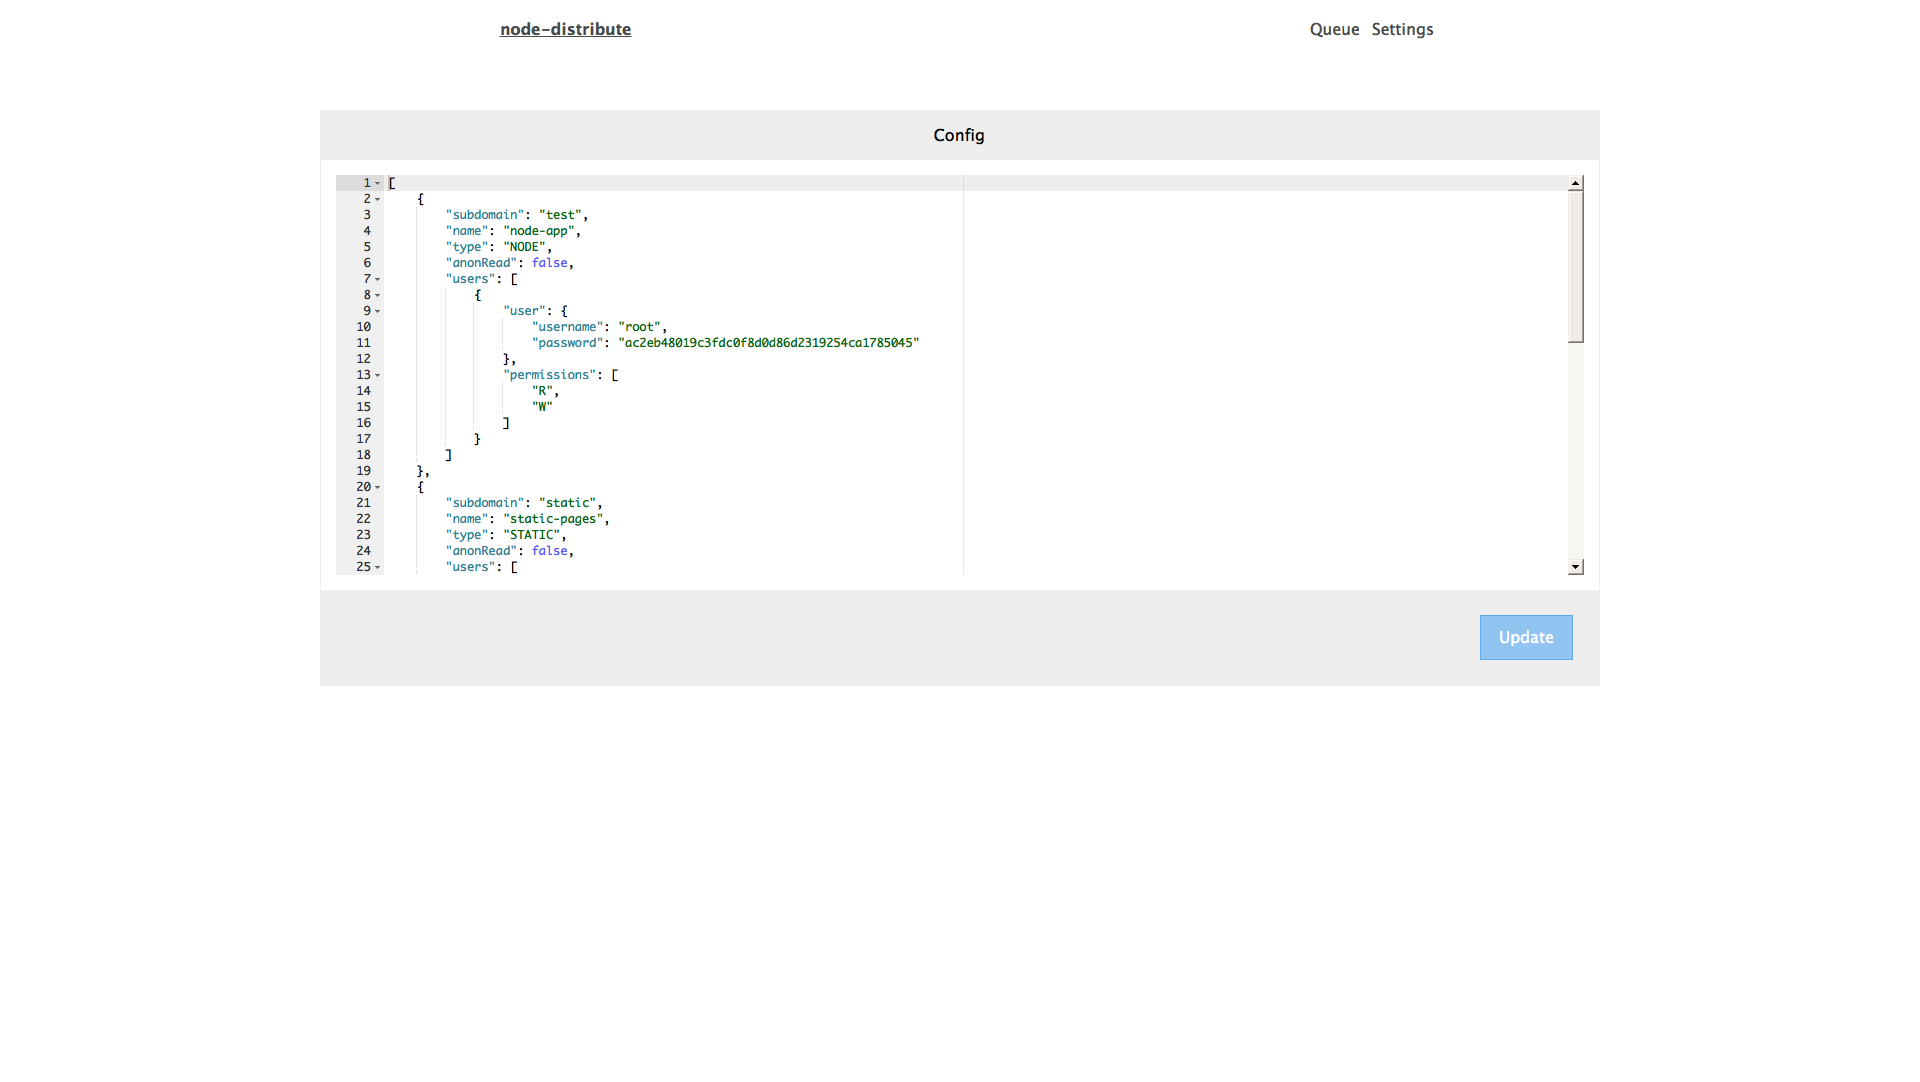 node-distribute Queue Settings
Config
1 [
2 {
3 "subdomain": "test",
4 "name": "node-app",
5 "type": "NODE",
6 "anonRead": false,
7 "users": [
8 {
9 "user": {
10 "username": "root",
11 "password": "ac2eb48019c3fdc0f8d0d86d2319254ca1785045"
12 },
13 "permissions": [
14 "R",
15 "W"
16 ]
17 }
18 ]
19 },
20 {
21 "subdomain": "static",
22 "name": "static-pages",
23 "type": "STATIC",
24 "anonRead": false,
25 "users": [
Update